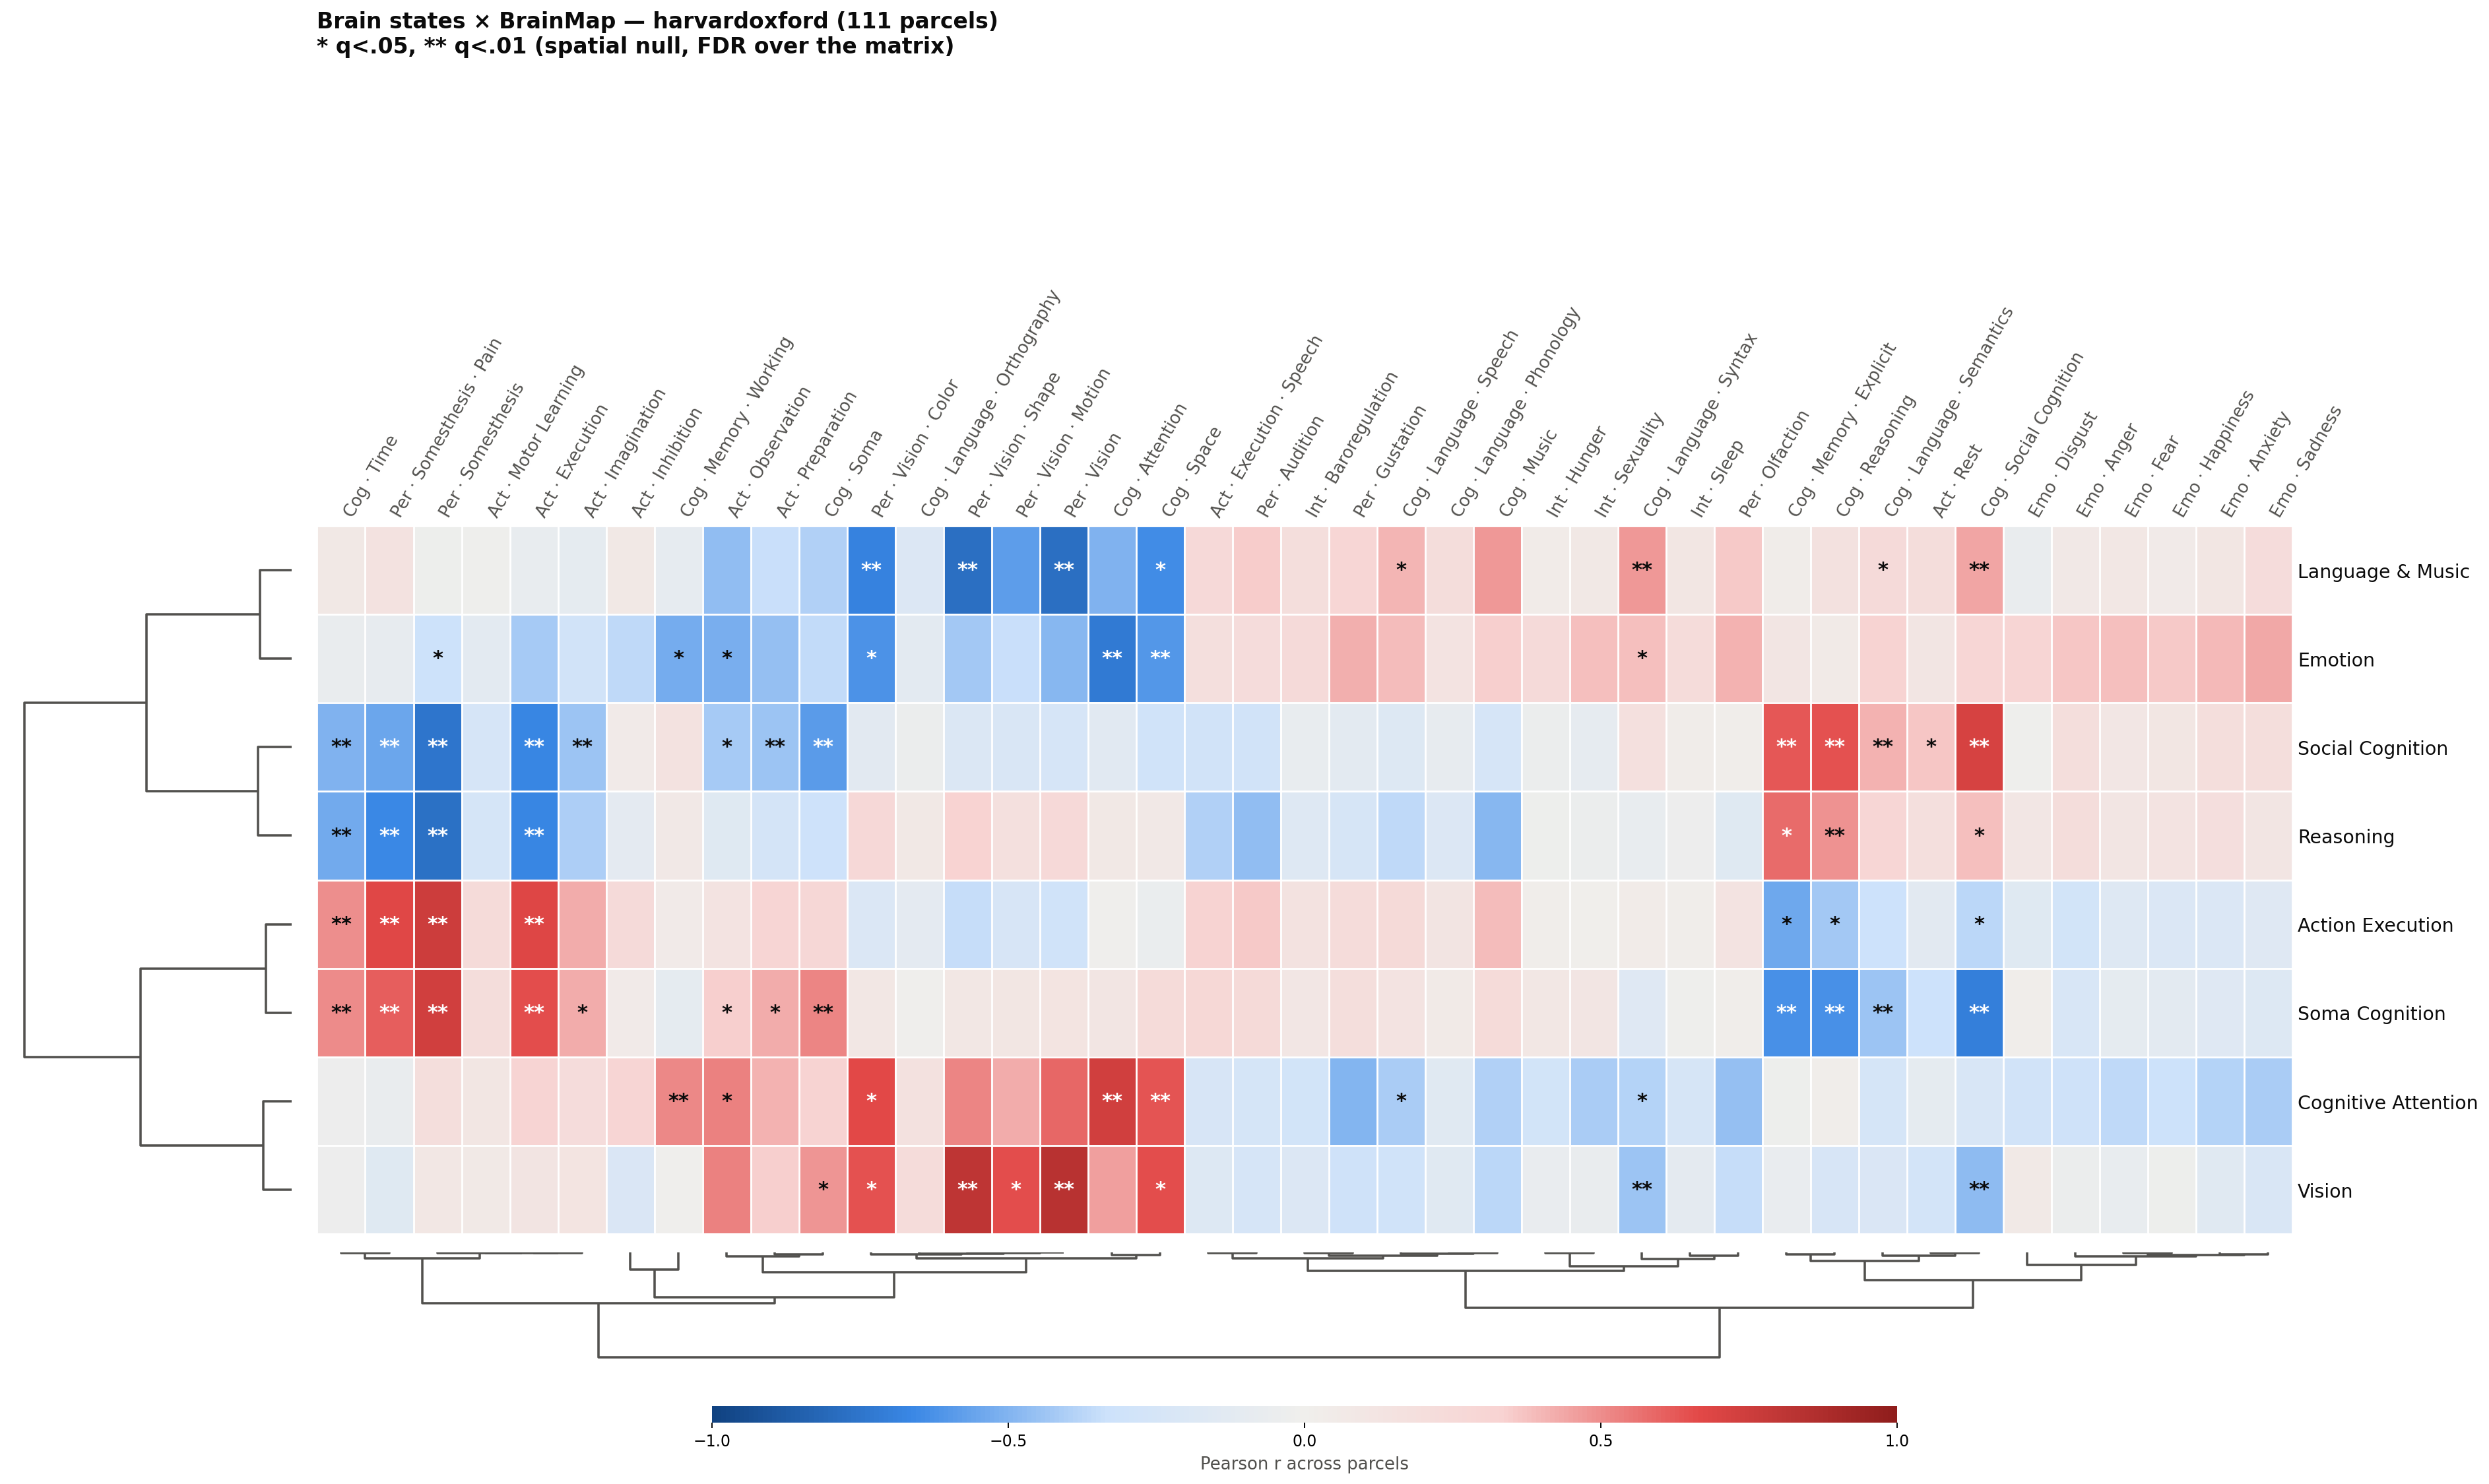 Brain states × BrainMap — harvardoxford (111 parcels)
* q<.05, ** q<.01 (spatial null, FDR over the matrix)
Cog · Time
Per · Somesthesis · Pain
Per · Somesthesis
Act · Motor Learning
Act · Execution
Act · Imagination
Act · Inhibition
Cog · Memory · Working
Act · Observation
Act · Preparation
Cog · Soma
Per · Vision · Color
Cog · Language · Orthography
Per · Vision · Shape
Per · Vision · Motion
Per · Vision
Cog · Attention
Cog · Space
Act · Execution · Speech
Per · Audition
Int · Baroregulation
Per · Gustation
Cog · Language · Speech
Cog · Language · Phonology
Cog · Music
Int · Hunger
Int · Sexuality
Cog · Language · Syntax
Int · Sleep
Per · Olfaction
Cog · Memory · Explicit
Cog · Reasoning
Cog · Language · Semantics
Act · Rest
Cog · Social Cognition
Emo · Disgust
Emo · Anger
Emo · Fear
Emo · Happiness
Emo · Anxiety
Emo · Sadness
** ** ** * * ** * ** Language & Music
* * * * ** ** * Emotion
** ** ** ** ** * ** ** ** ** ** * ** Social Cognition
** ** ** ** * ** * Reasoning
** ** ** ** * * * Action Execution
** ** ** ** * * * ** ** ** ** ** Soma Cognition
** * * ** ** * * Cognitive Attention
* * ** * ** * ** ** Vision
−1.0 −0.5 0.0 0.5 1.0
Pearson r across parcels